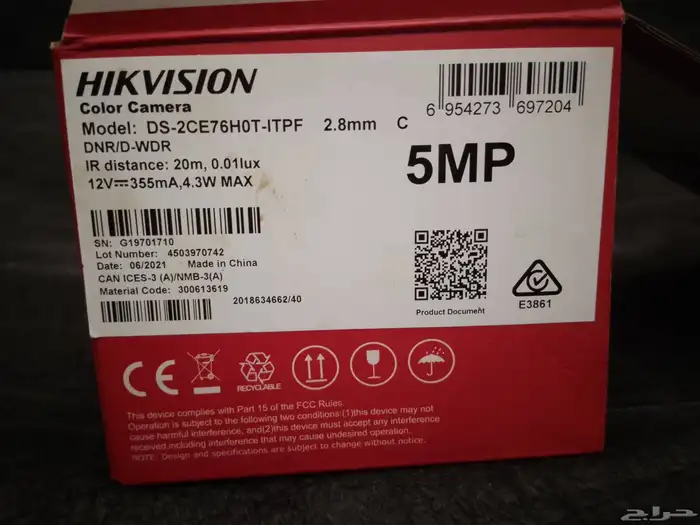 HIKVISION
Color Camera
Model: DS-2CE76H0T-ITPF 2.8mm C
DNR/D-WDR
IR distance: 20m, 0.01lux
12V⎓355mA,4.3W MAX
6 954273 697204
5MP
SN: G19701710
Lot Number: 4503970742
Date: 06/2021 Made in China
CAN ICES-3 (A)/NMB-3(A)
Material Code: 300613619
2018634662/40
Product Document
E3861
CE
RECYCLABLE
This device complies with Part 15 of the FCC Rules.
Operation is subject to the following two conditions:(1)this device may not
cause harmful interference, and(2)this device must accept any interference
received including interference that may cause undesired operation.
NOTE: Design and specifications are subject to change without notice.
حراج